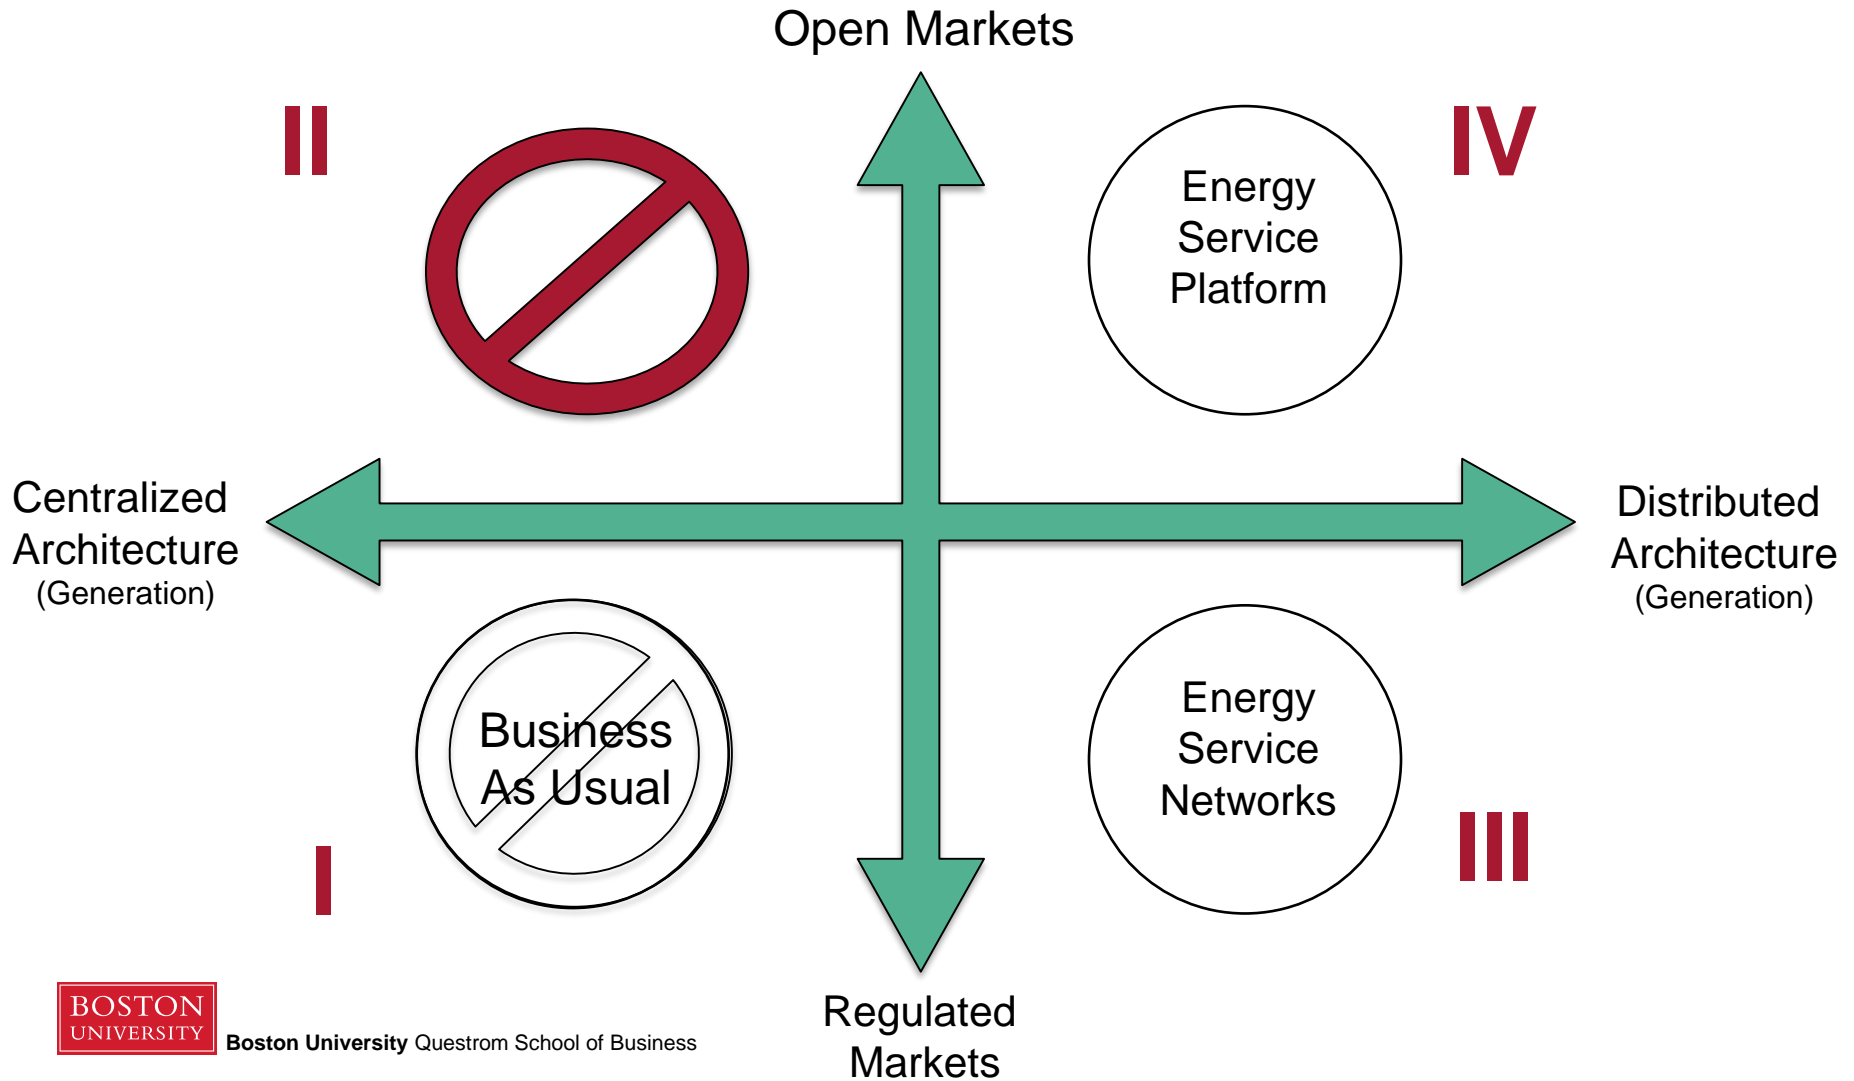 Open Markets
II
IV
Energy
Service
Platform
Centralized
Architecture
(Generation)
Distributed
Architecture
(Generation)
Business
As Usual
Energy
Service
Networks
I
III
Regulated
Markets
BOSTON
UNIVERSITY
Boston University Questrom School of Business